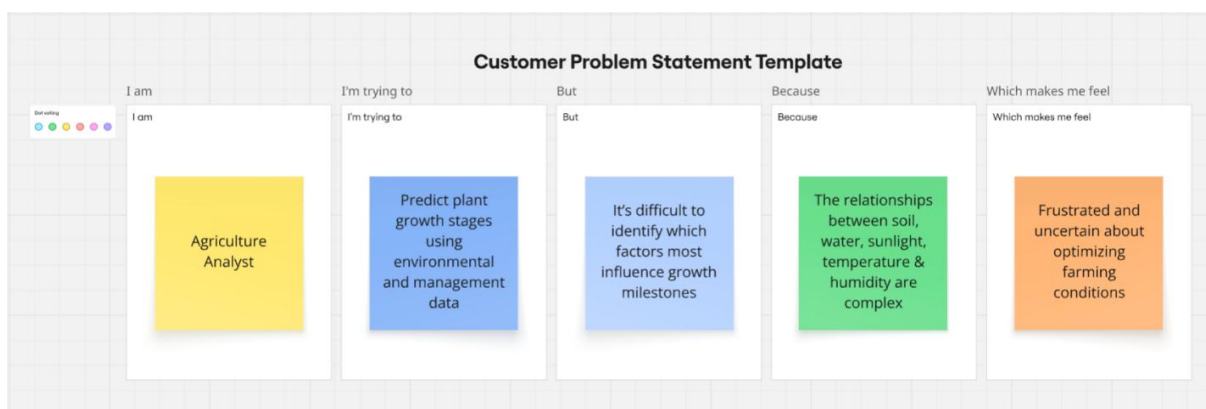 Customer Problem Statement Template
I am
I'm trying to
But
Because
Which makes me feel
Dot voting
I am
I'm trying to
But
Because
Which makes me feel
Agriculture
Analyst
Predict plant
growth stages
using
environmental
and management
data
It's difficult to
identify which
factors most
influence growth
milestones
The relationships
between soil,
water, sunlight,
temperature &
humidity are
complex
Frustrated and
uncertain about
optimizing
farming
conditions